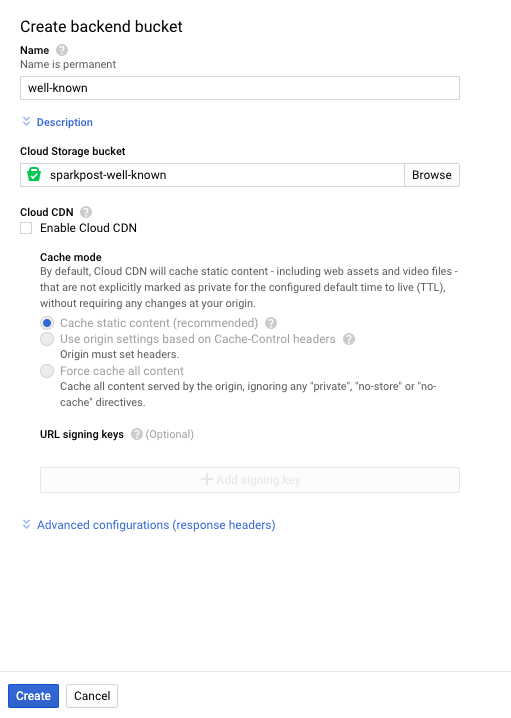 Create backend bucket
Name
Name is permanent
well-known
Description
Cloud Storage bucket
sparkpost-well-known
Browse
Cloud CDN
Enable Cloud CDN
Cache mode
By default, Cloud CDN will cache static content - including web assets and video files -
that are not explicitly marked as private for the configured default time to live (TTL),
without requiring any changes at your origin.
Cache static content (recommended)
Use origin settings based on Cache-Control headers
Origin must set headers.
Force cache all content
Cache all content served by the origin, ignoring any "private", "no-store" or "no-
cache" directives.
URL signing keys (Optional)
Add signing key
Advanced configurations (response headers)
Create Cancel